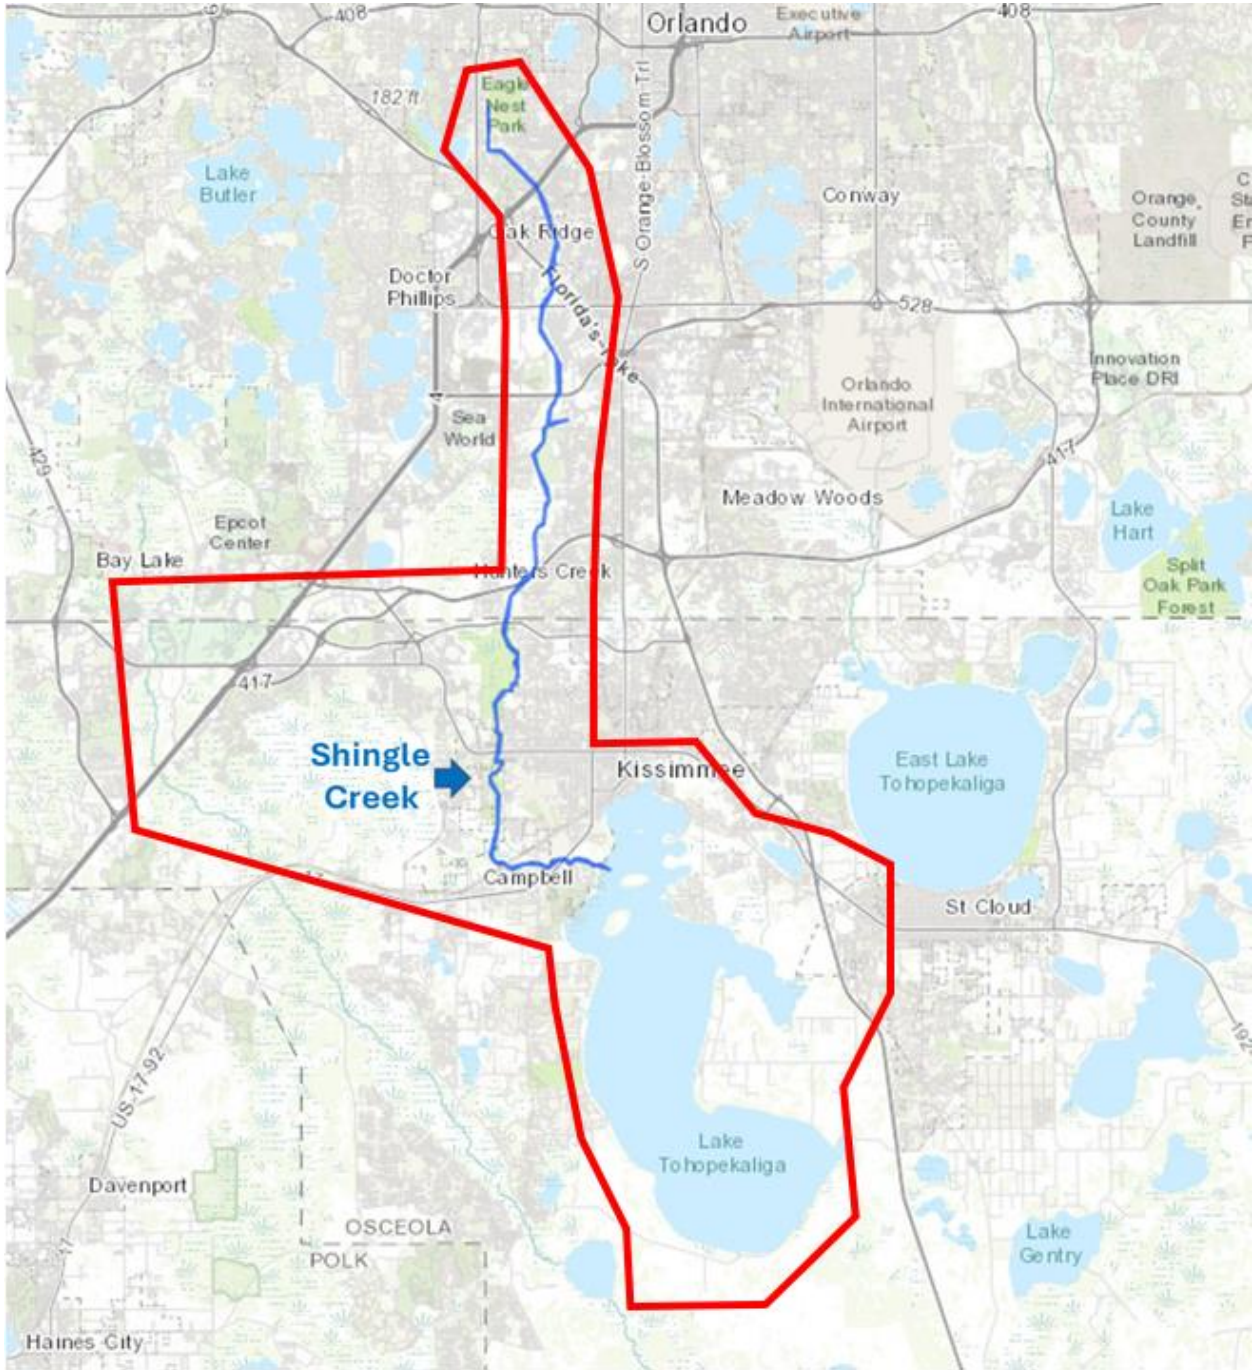 408
Orlando
Executive
Airport
408
Eagle
Nest
Park
182 ft
S Orange Blossom Trl
Lake
Butler
Conway
Orange
County
Landfill
Oak Ridge
Doctor
Phillips
Florida's
528
Innovation
Place DRI
Orlando
International
Airport
4
Sea
World
429
417
Meadow Woods
Lake
Hart
Epcot
Center
Bay Lake
Hunters Creek
Split
Oak Park
Forest
417
Shingle
Creek
Kissimmee
East Lake
Tohopekaliga
Campbell
St Cloud
192
US-17-92
Lake
Tohopekaliga
Davenport
OSCEOLA
POLK
Lake
Gentry
17
Haines City